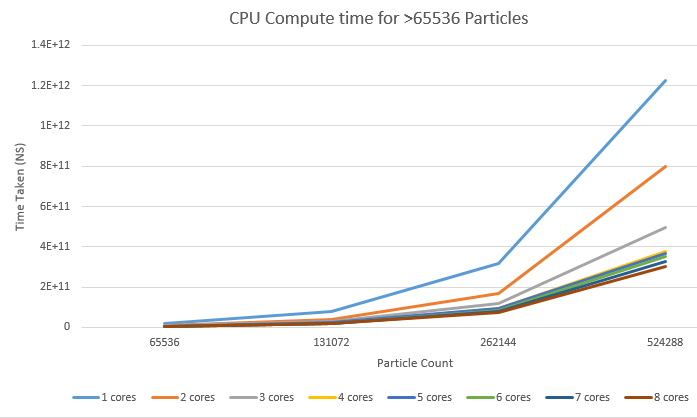 CPU Compute time for >65536 Particles
1.4E+12
1.2E+12
1E+12
8E+11
6E+11
4E+11
2E+11
0
Time Taken (NS)
65536 131072 262144 524288
Particle Count
1 cores 2 cores 3 cores 4 cores 5 cores 6 cores 7 cores 8 cores